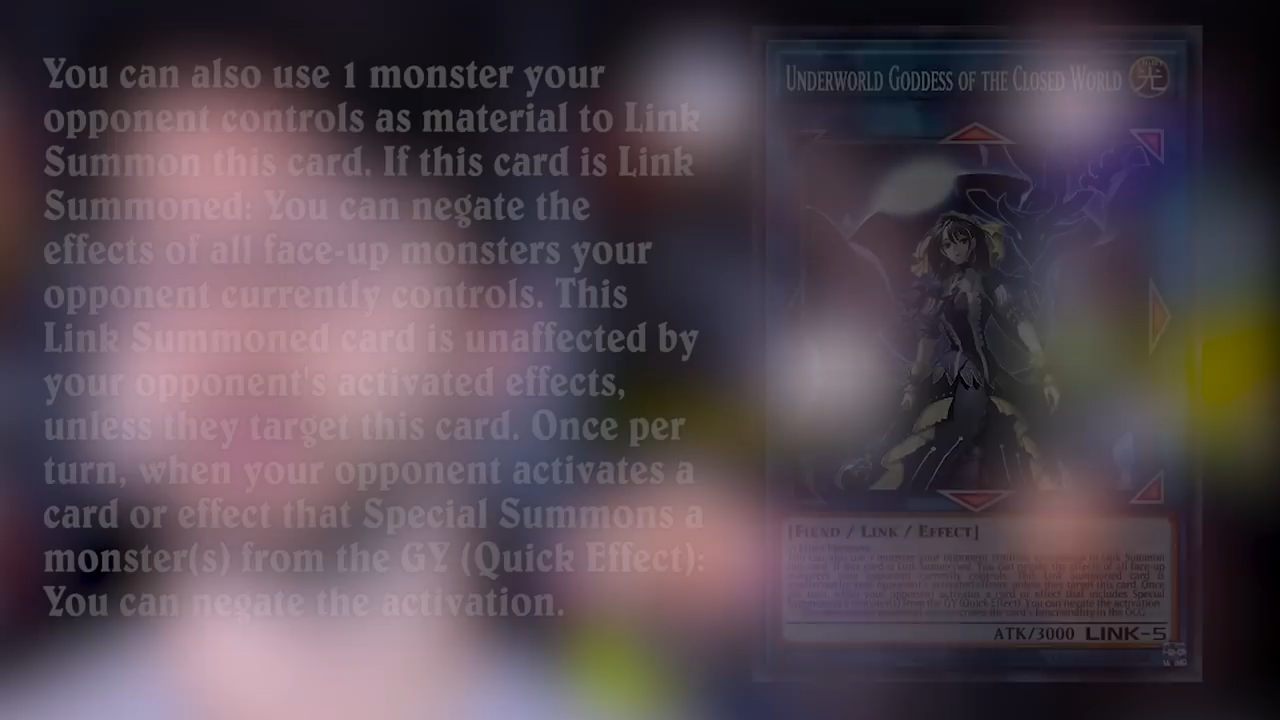 You can also use 1 monster your
opponent controls as material to Link
Summon this card. If this card is Link
Summoned: You can negate the
effects of all face-up monsters your
opponent currently controls. This
Link Summoned card is unaffected by
your opponent's activated effects,
unless they target this card. Once per
turn, when your opponent activates a
card or effect that Special Summons a
monster(s) from the GY (Quick Effect):
You can negate the activation.
UNDERWORLD GODDESS OF THE CLOSED WORLD
LIGHT
光
[FIEND / LINK / EFFECT]
ATK/3000 LINK-5